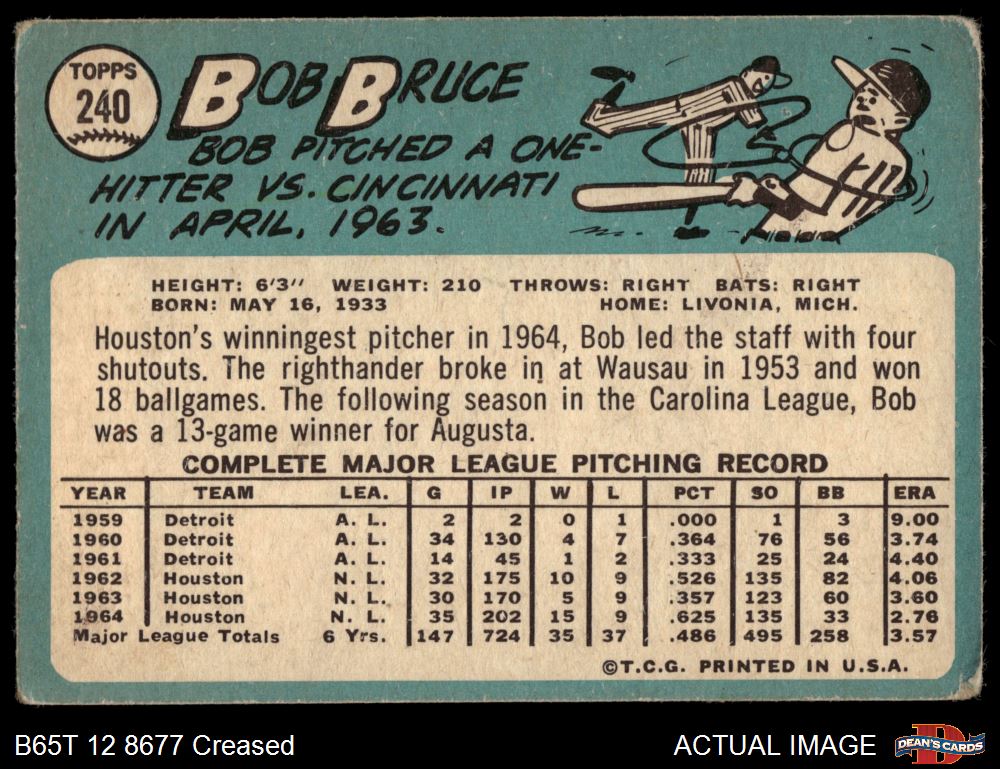 TOPPS
240
BOB BRUCE
BOB PITCHED A ONE-
HITTER VS. CINCINNATI
IN APRIL, 1963.
HEIGHT: 6'3" WEIGHT: 210 THROWS: RIGHT BATS: RIGHT
BORN: MAY 16, 1933 HOME: LIVONIA, MICH.
Houston's winningest pitcher in 1964, Bob led the staff with four
shutouts. The righthander broke in at Wausau in 1953 and won
18 ballgames. The following season in the Carolina League, Bob
was a 13-game winner for Augusta.
COMPLETE MAJOR LEAGUE PITCHING RECORD
YEAR TEAM LEA. G IP W L PCT SO BB ERA
1959 Detroit A. L. 2 2 0 1 .000 1 3 9.00
1960 Detroit A. L. 34 130 4 7 .364 76 56 3.74
1961 Detroit A. L. 14 45 1 2 .333 25 24 4.40
1962 Houston N. L. 32 175 10 9 .526 135 82 4.06
1963 Houston N. L. 30 170 5 9 .357 123 60 3.60
1964 Houston N. L. 35 202 15 9 .625 135 33 2.76
Major League Totals 6 Yrs. 147 724 35 37 .486 495 258 3.57
©T.C.G. PRINTED IN U.S.A.
B65T 12 8677 Creased
ACTUAL IMAGE
DEAN'S CARDS